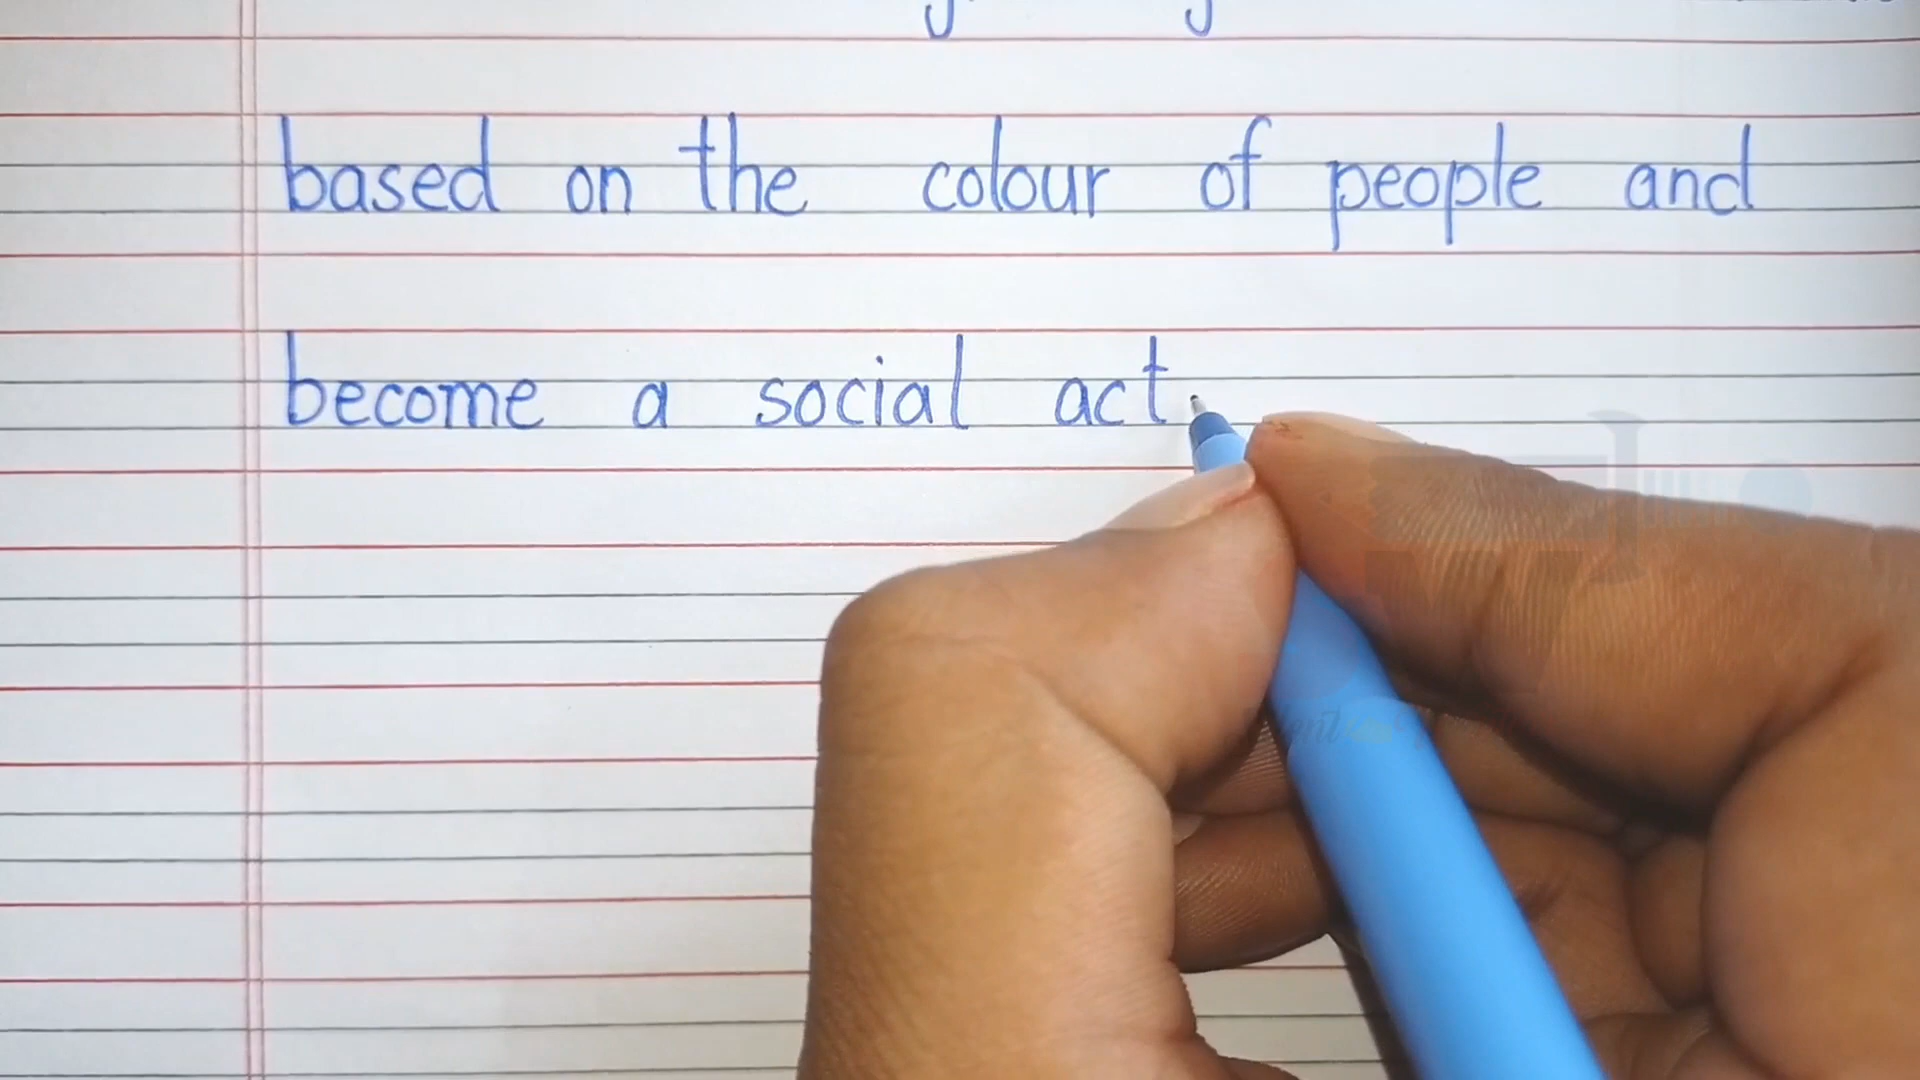 based on the colour of people and
become a social act